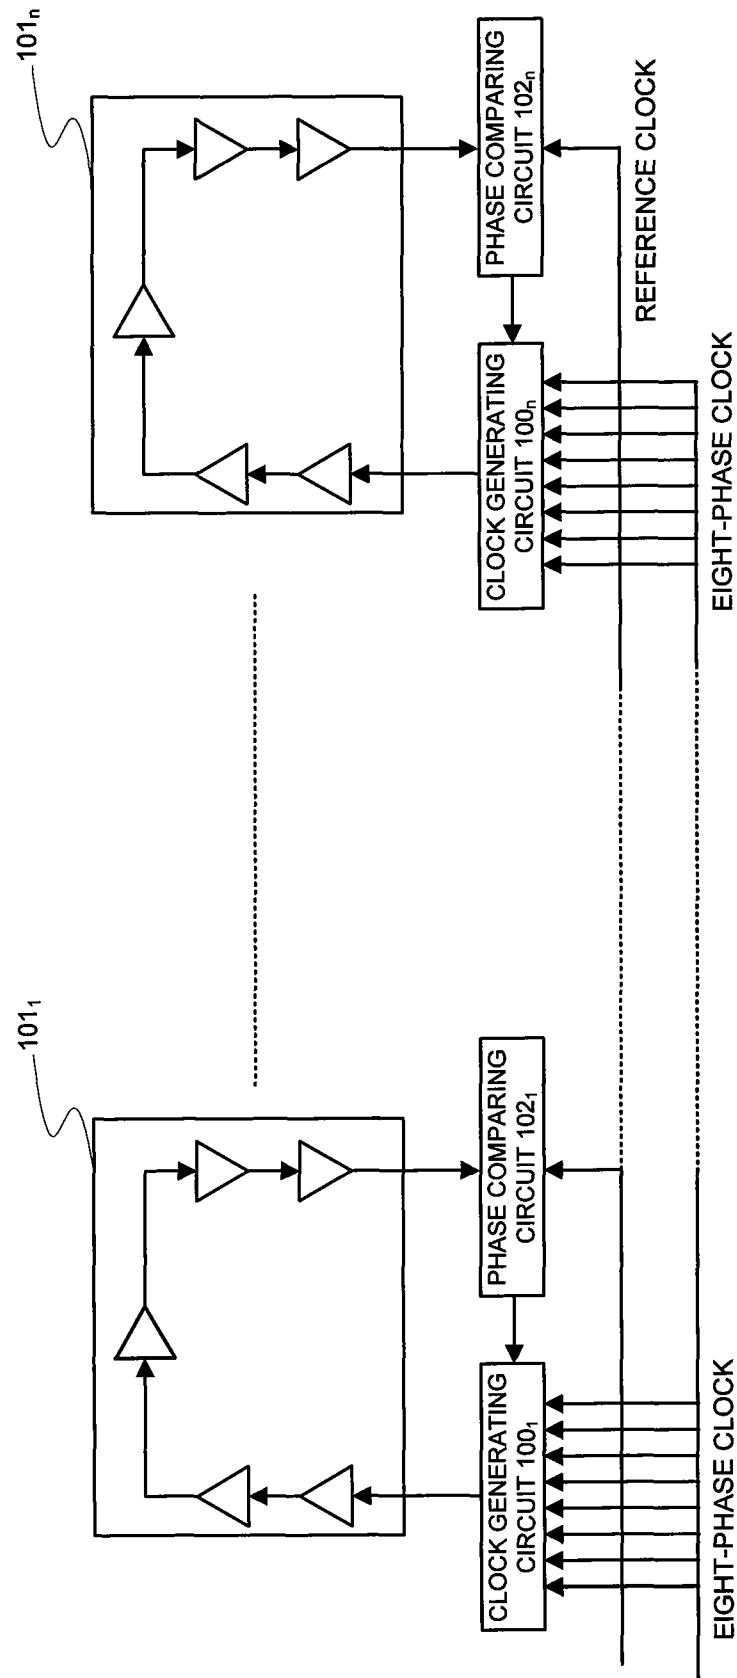 101₁
101ₙ
CLOCK GENERATING
CIRCUIT 100₁
PHASE COMPARING
CIRCUIT 102₁
CLOCK GENERATING
CIRCUIT 100ₙ
PHASE COMPARING
CIRCUIT 102ₙ
REFERENCE CLOCK
EIGHT-PHASE CLOCK
EIGHT-PHASE CLOCK